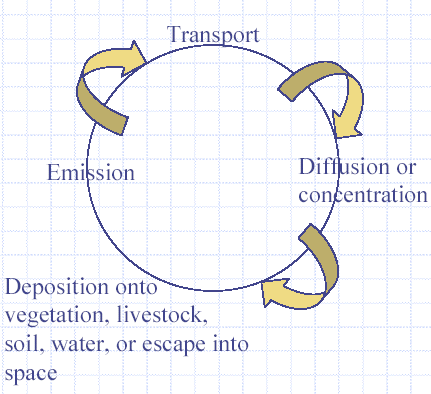 Transport
Emission
Diffusion or
concentration
Deposition onto
vegetation, livestock,
soil, water, or escape into
space